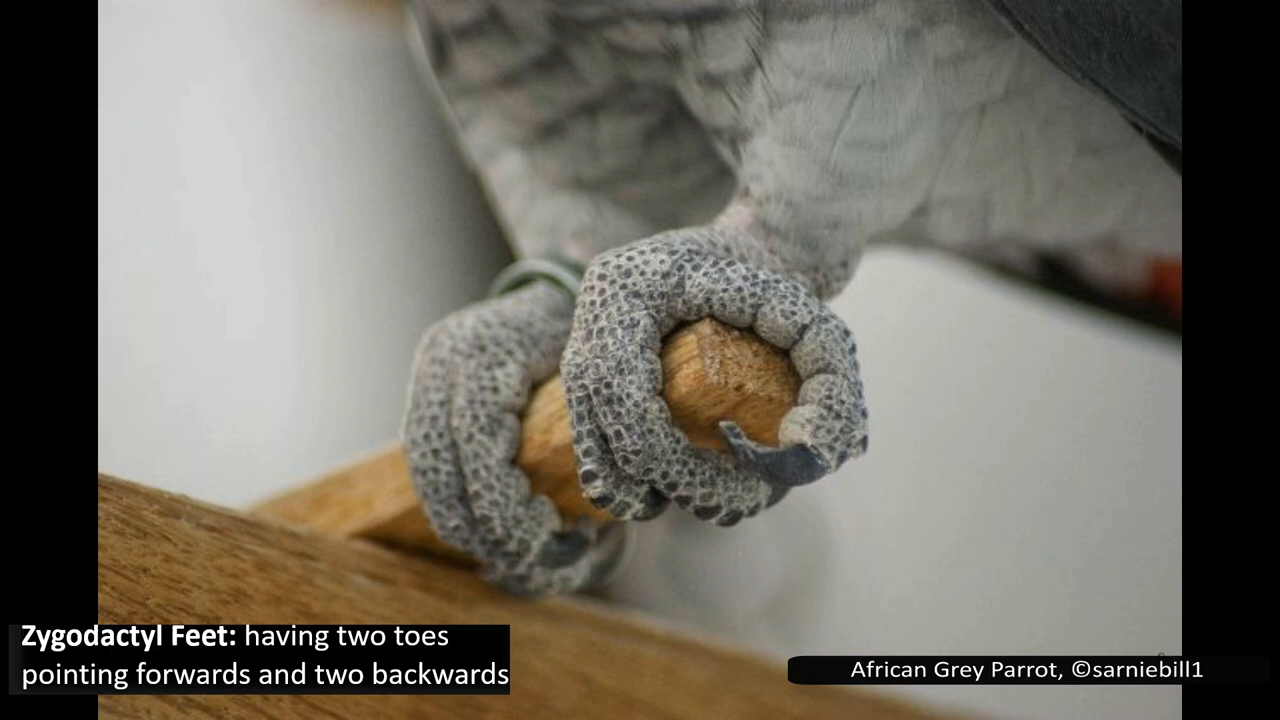 Zygodactyl Feet: having two toes
pointing forwards and two backwards
African Grey Parrot, ©sarniebill1